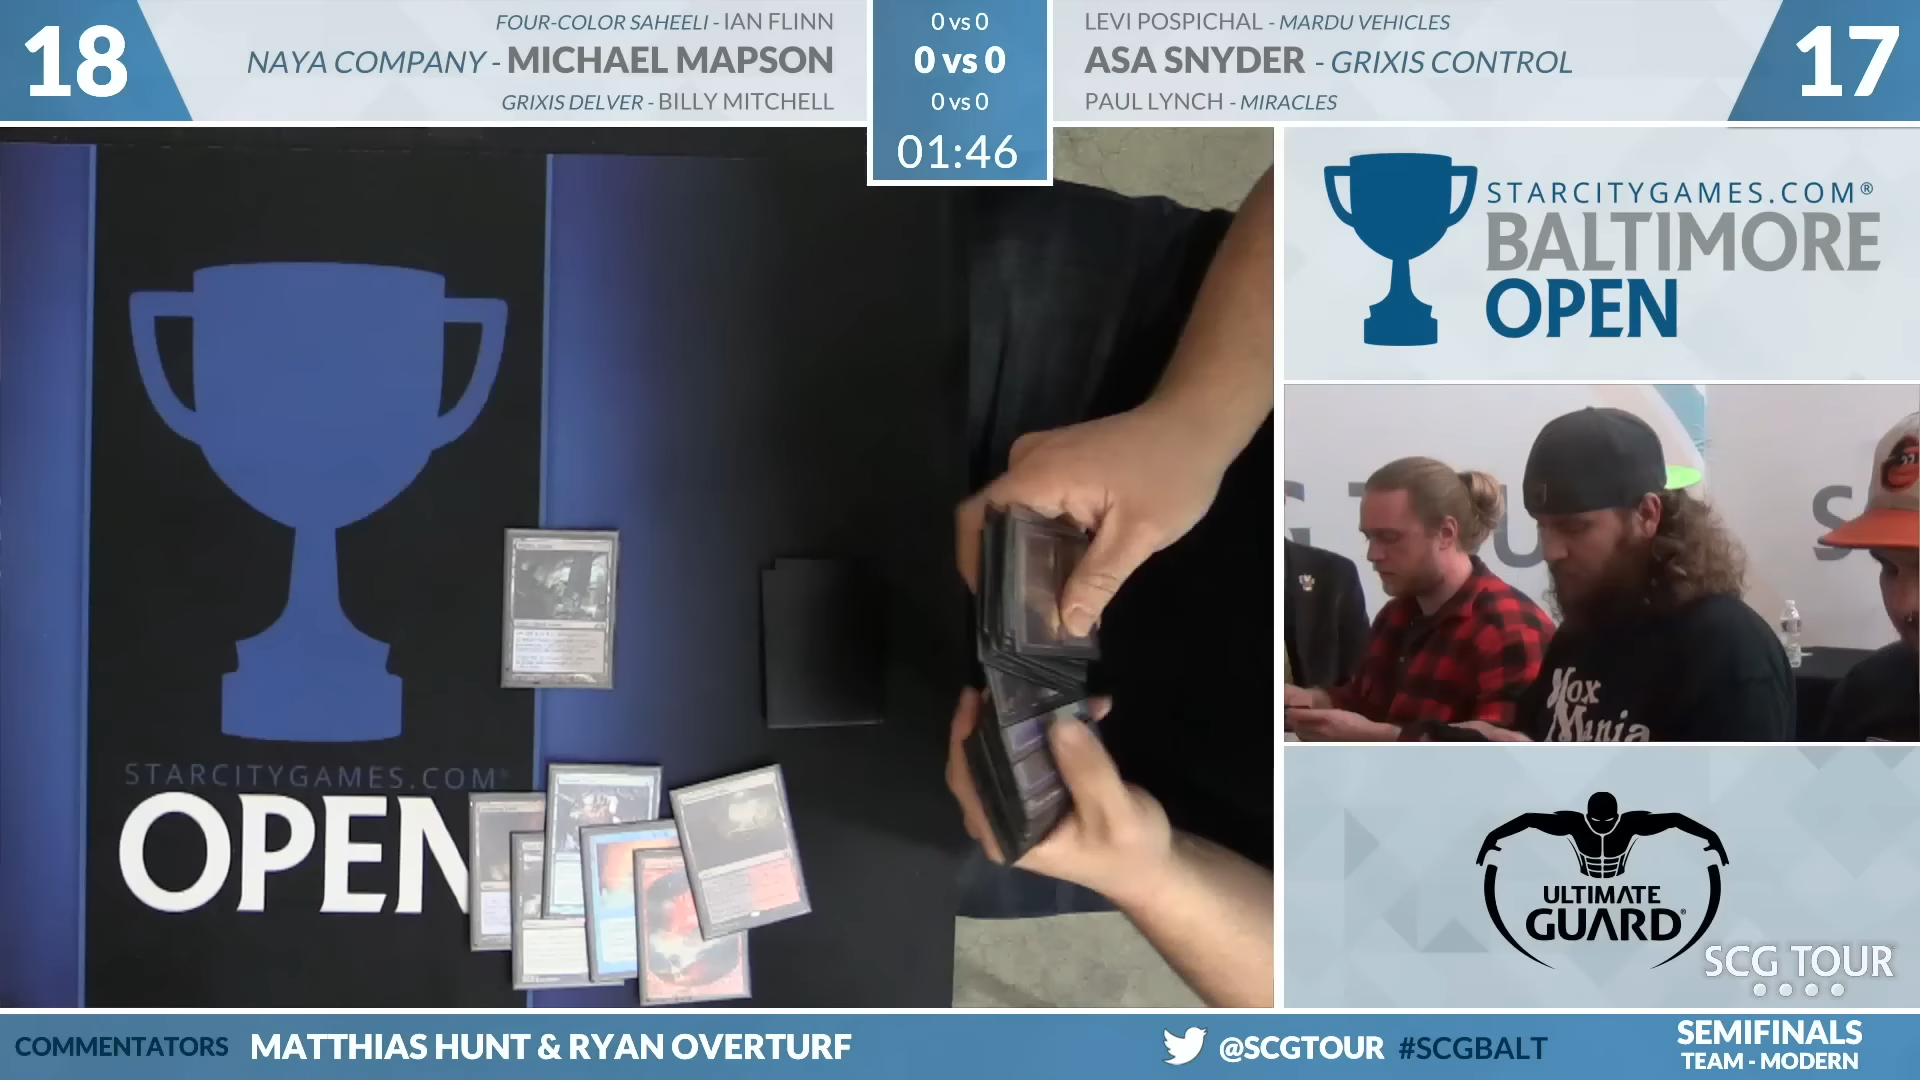 18
FOUR-COLOR SAHEELI - IAN FLINN
NAYA COMPANY - MICHAEL MAPSON
GRIXIS DELVER - BILLY MITCHELL
0 vs 0
0 vs 0
0 vs 0
01:46
LEVI POSPICHAL - MARDU VEHICLES
ASA SNYDER - GRIXIS CONTROL
PAUL LYNCH - MIRACLES
17
STARCITYGAMES.COM®
BALTIMORE
OPEN
STARCITYGAMES.COM®
OPEN
ULTIMATE
GUARD®
SCG TOUR
COMMENTATORS MATTHIAS HUNT & RYAN OVERTURF
@SCGTOUR #SCGBALT
SEMIFINALS
TEAM - MODERN